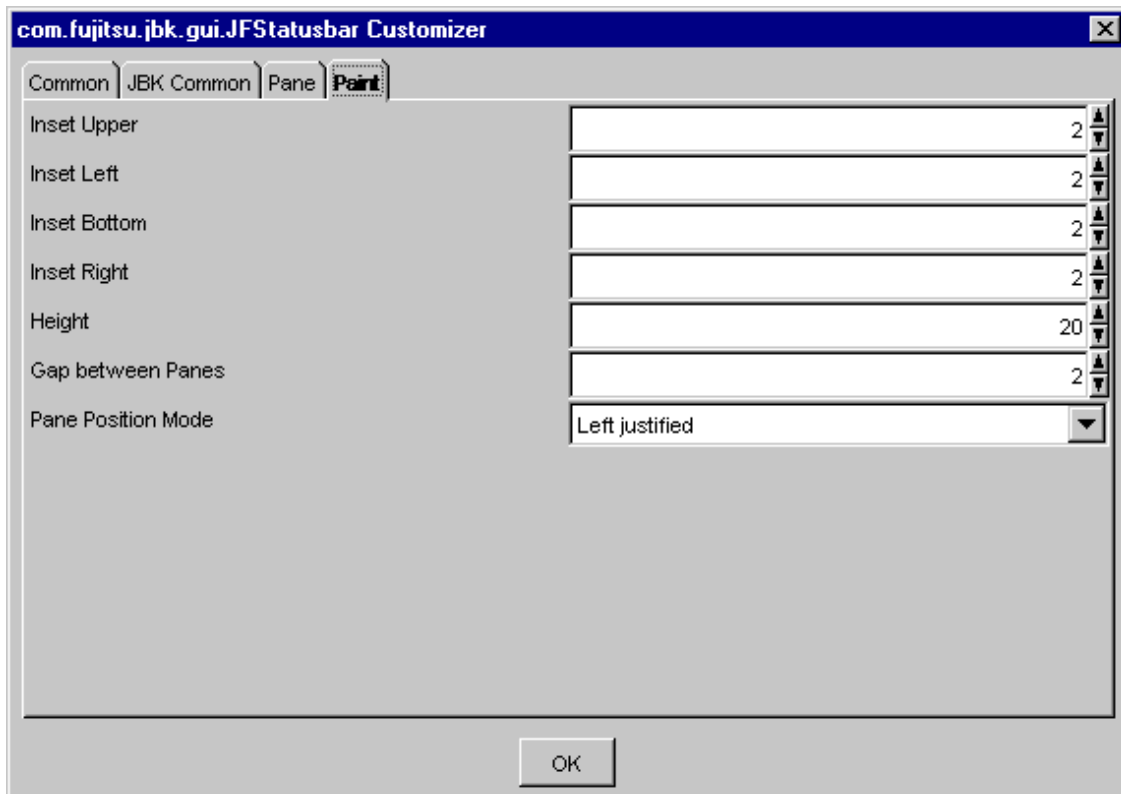 com.fujitsu.jbk.gui.JFStatusbar Customizer
Common JBK Common Pane Paint
Inset Upper 2
Inset Left 2
Inset Bottom 2
Inset Right 2
Height 20
Gap between Panes 2
Pane Position Mode Left justified
OK